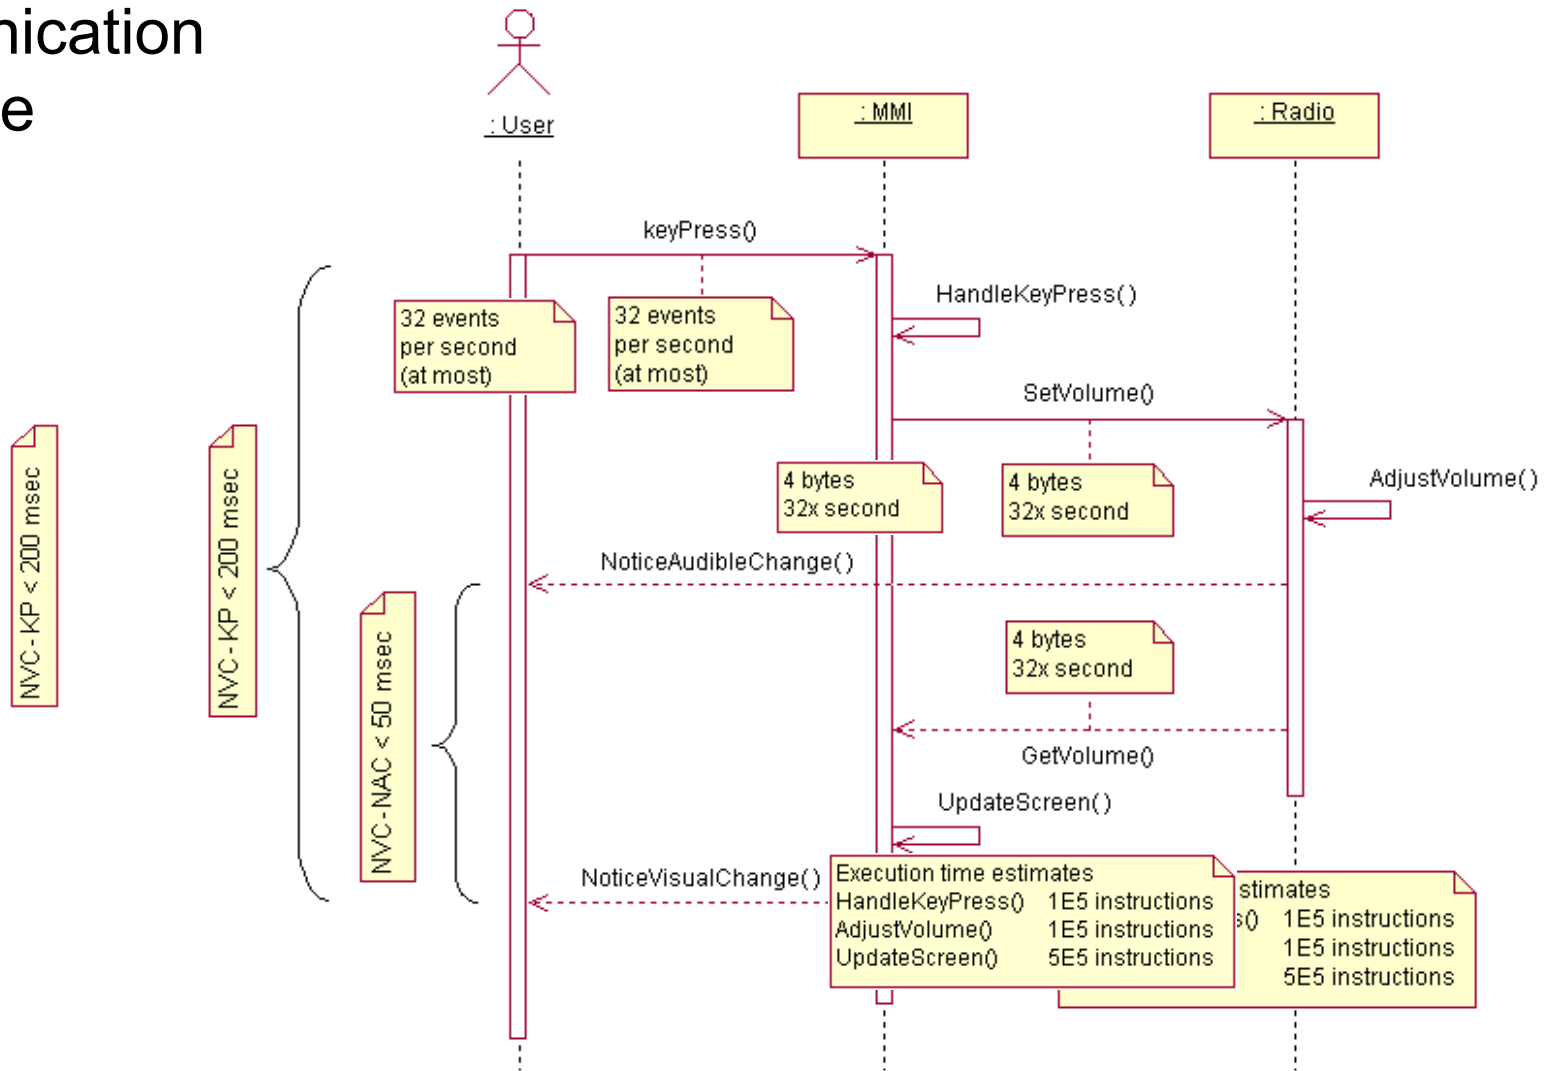 nication
e
: User
: MMI
: Radio
keyPress()
HandleKeyPress()
32 events
per second
(at most)
32 events
per second
(at most)
SetVolume()
4 bytes
32x second
4 bytes
32x second
AdjustVolume()
NVC-KP < 200 msec
NVC-KP < 200 msec
NoticeAudibleChange()
NVC-NAC < 50 msec
4 bytes
32x second
GetVolume()
UpdateScreen()
NoticeVisualChange()
Execution time estimates
HandleKeyPress() 1E5 instructions
AdjustVolume() 1E5 instructions
UpdateScreen() 5E5 instructions
stimates
s() 1E5 instructions
1E5 instructions
5E5 instructions